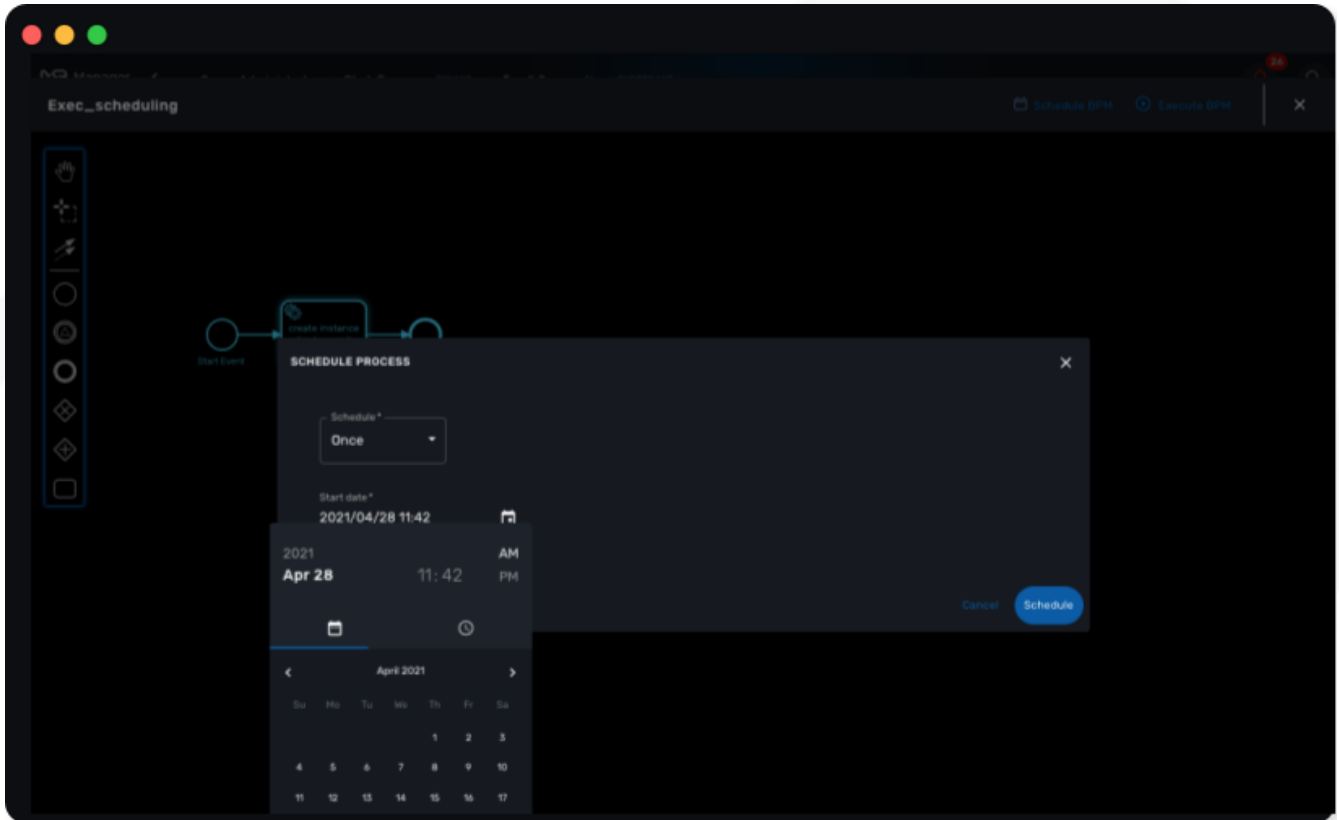 Manager
26
Exec_scheduling
Schedule BPM
Execute BPM
create instance
Start Event
SCHEDULE PROCESS
Schedule*
Once
Start date*
2021/04/28 11:42
2021
AM
Apr 28
11:42
PM
Cancel
Schedule
April 2021
Su Mo Tu We Th Fr Sa
1 2 3
4 5 6 7 8 9 10
11 12 13 14 15 16 17